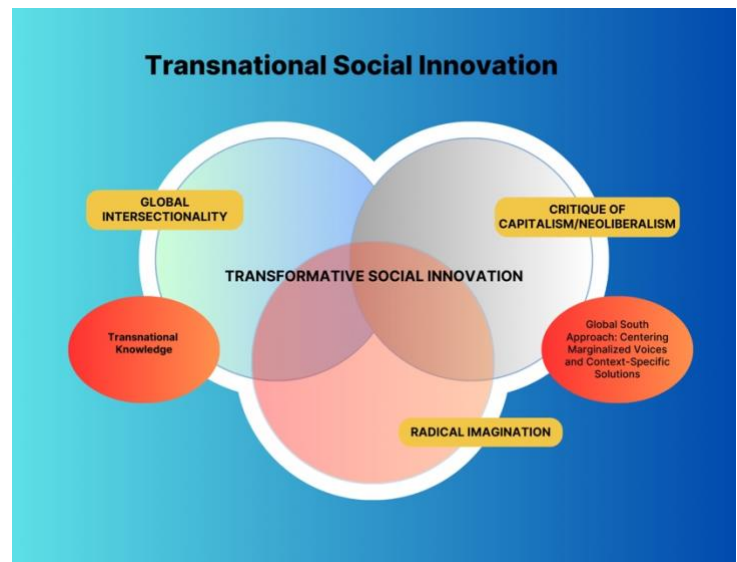 Transnational Social Innovation
GLOBAL
INTERSECTIONALITY
CRITIQUE OF
CAPITALISM/NEOLIBERALISM
TRANSFORMATIVE SOCIAL INNOVATION
Transnational
Knowledge
Global South
Approach: Centering
Marginalized Voices
and Context-Specific
Solutions
RADICAL IMAGINATION